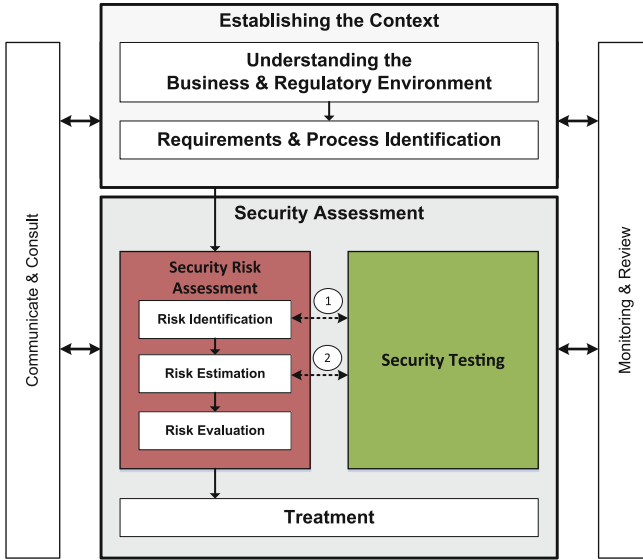 Establishing the Context
Understanding the
Business & Regulatory Environment
Requirements & Process Identification
Communicate & Consult
Monitoring & Review
Security Assessment
Security Risk
Assessment
Risk Identification
1
Risk Estimation
2
Risk Evaluation
Security Testing
Treatment